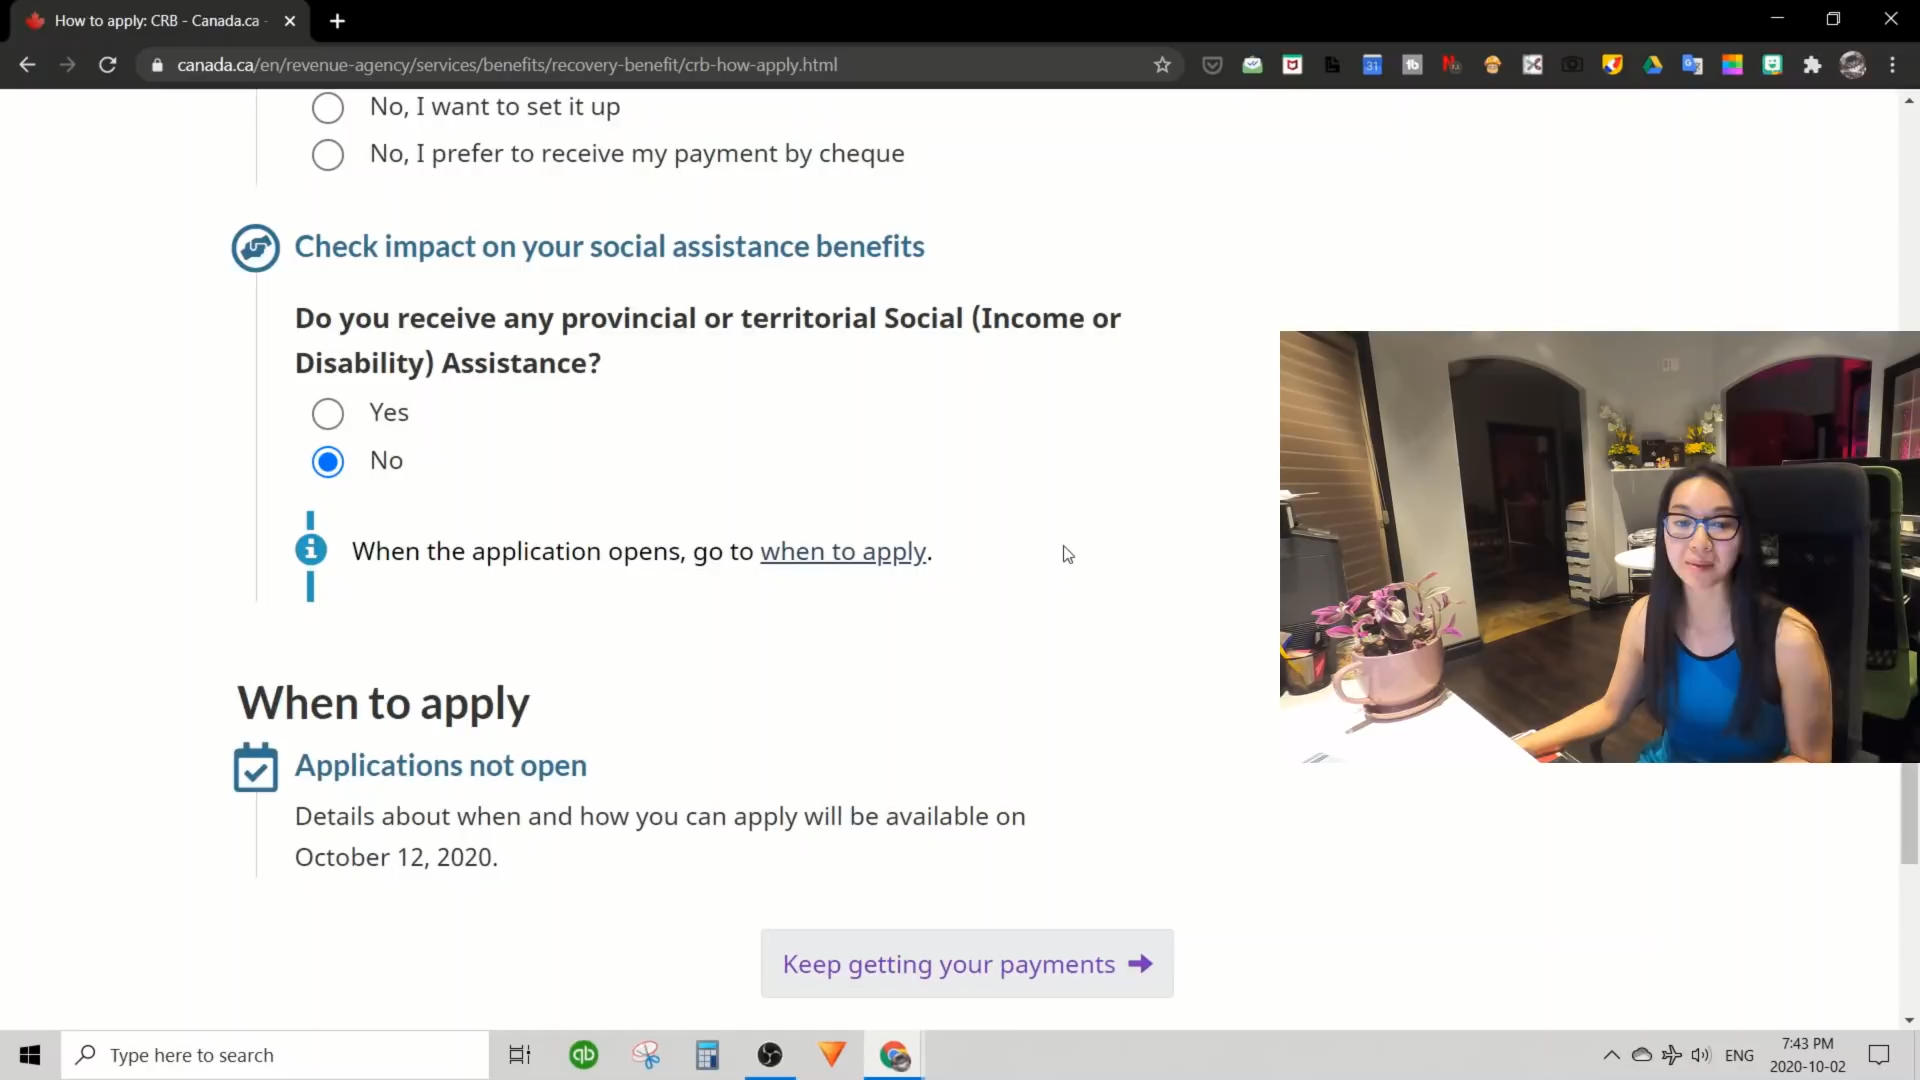 How to apply: CRB - Canada.ca -
canada.ca/en/revenue-agency/services/benefits/recovery-benefit/crb-how-apply.html
No, I want to set it up
No, I prefer to receive my payment by cheque
Check impact on your social assistance benefits
Do you receive any provincial or territorial Social (Income or
Disability) Assistance?
Yes
No
When the application opens, go to when to apply.
When to apply
Applications not open
Details about when and how you can apply will be available on
October 12, 2020.
Keep getting your payments
Type here to search
qb
ENG
7:43 PM
2020-10-02
31
tb